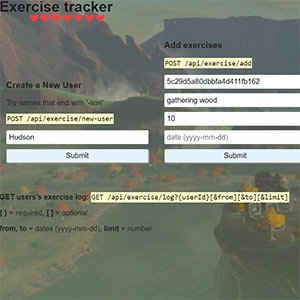 Exercise tracker
Create a New User
Try names that end with '-son'
POST /api/exercise/new-user
Hudson
Submit
Add exercises
POST /api/exercise/add
5c29d5a80dbbfa4d411fb162
gathering wood
10
date (yyyy-mm-dd)
Submit
GET users's exercise log: GET /api/exercise/log?{userId}[&from][&to][&limit]
{ } = required, [ ] = optional
from, to = dates (yyyy-mm-dd); limit = number